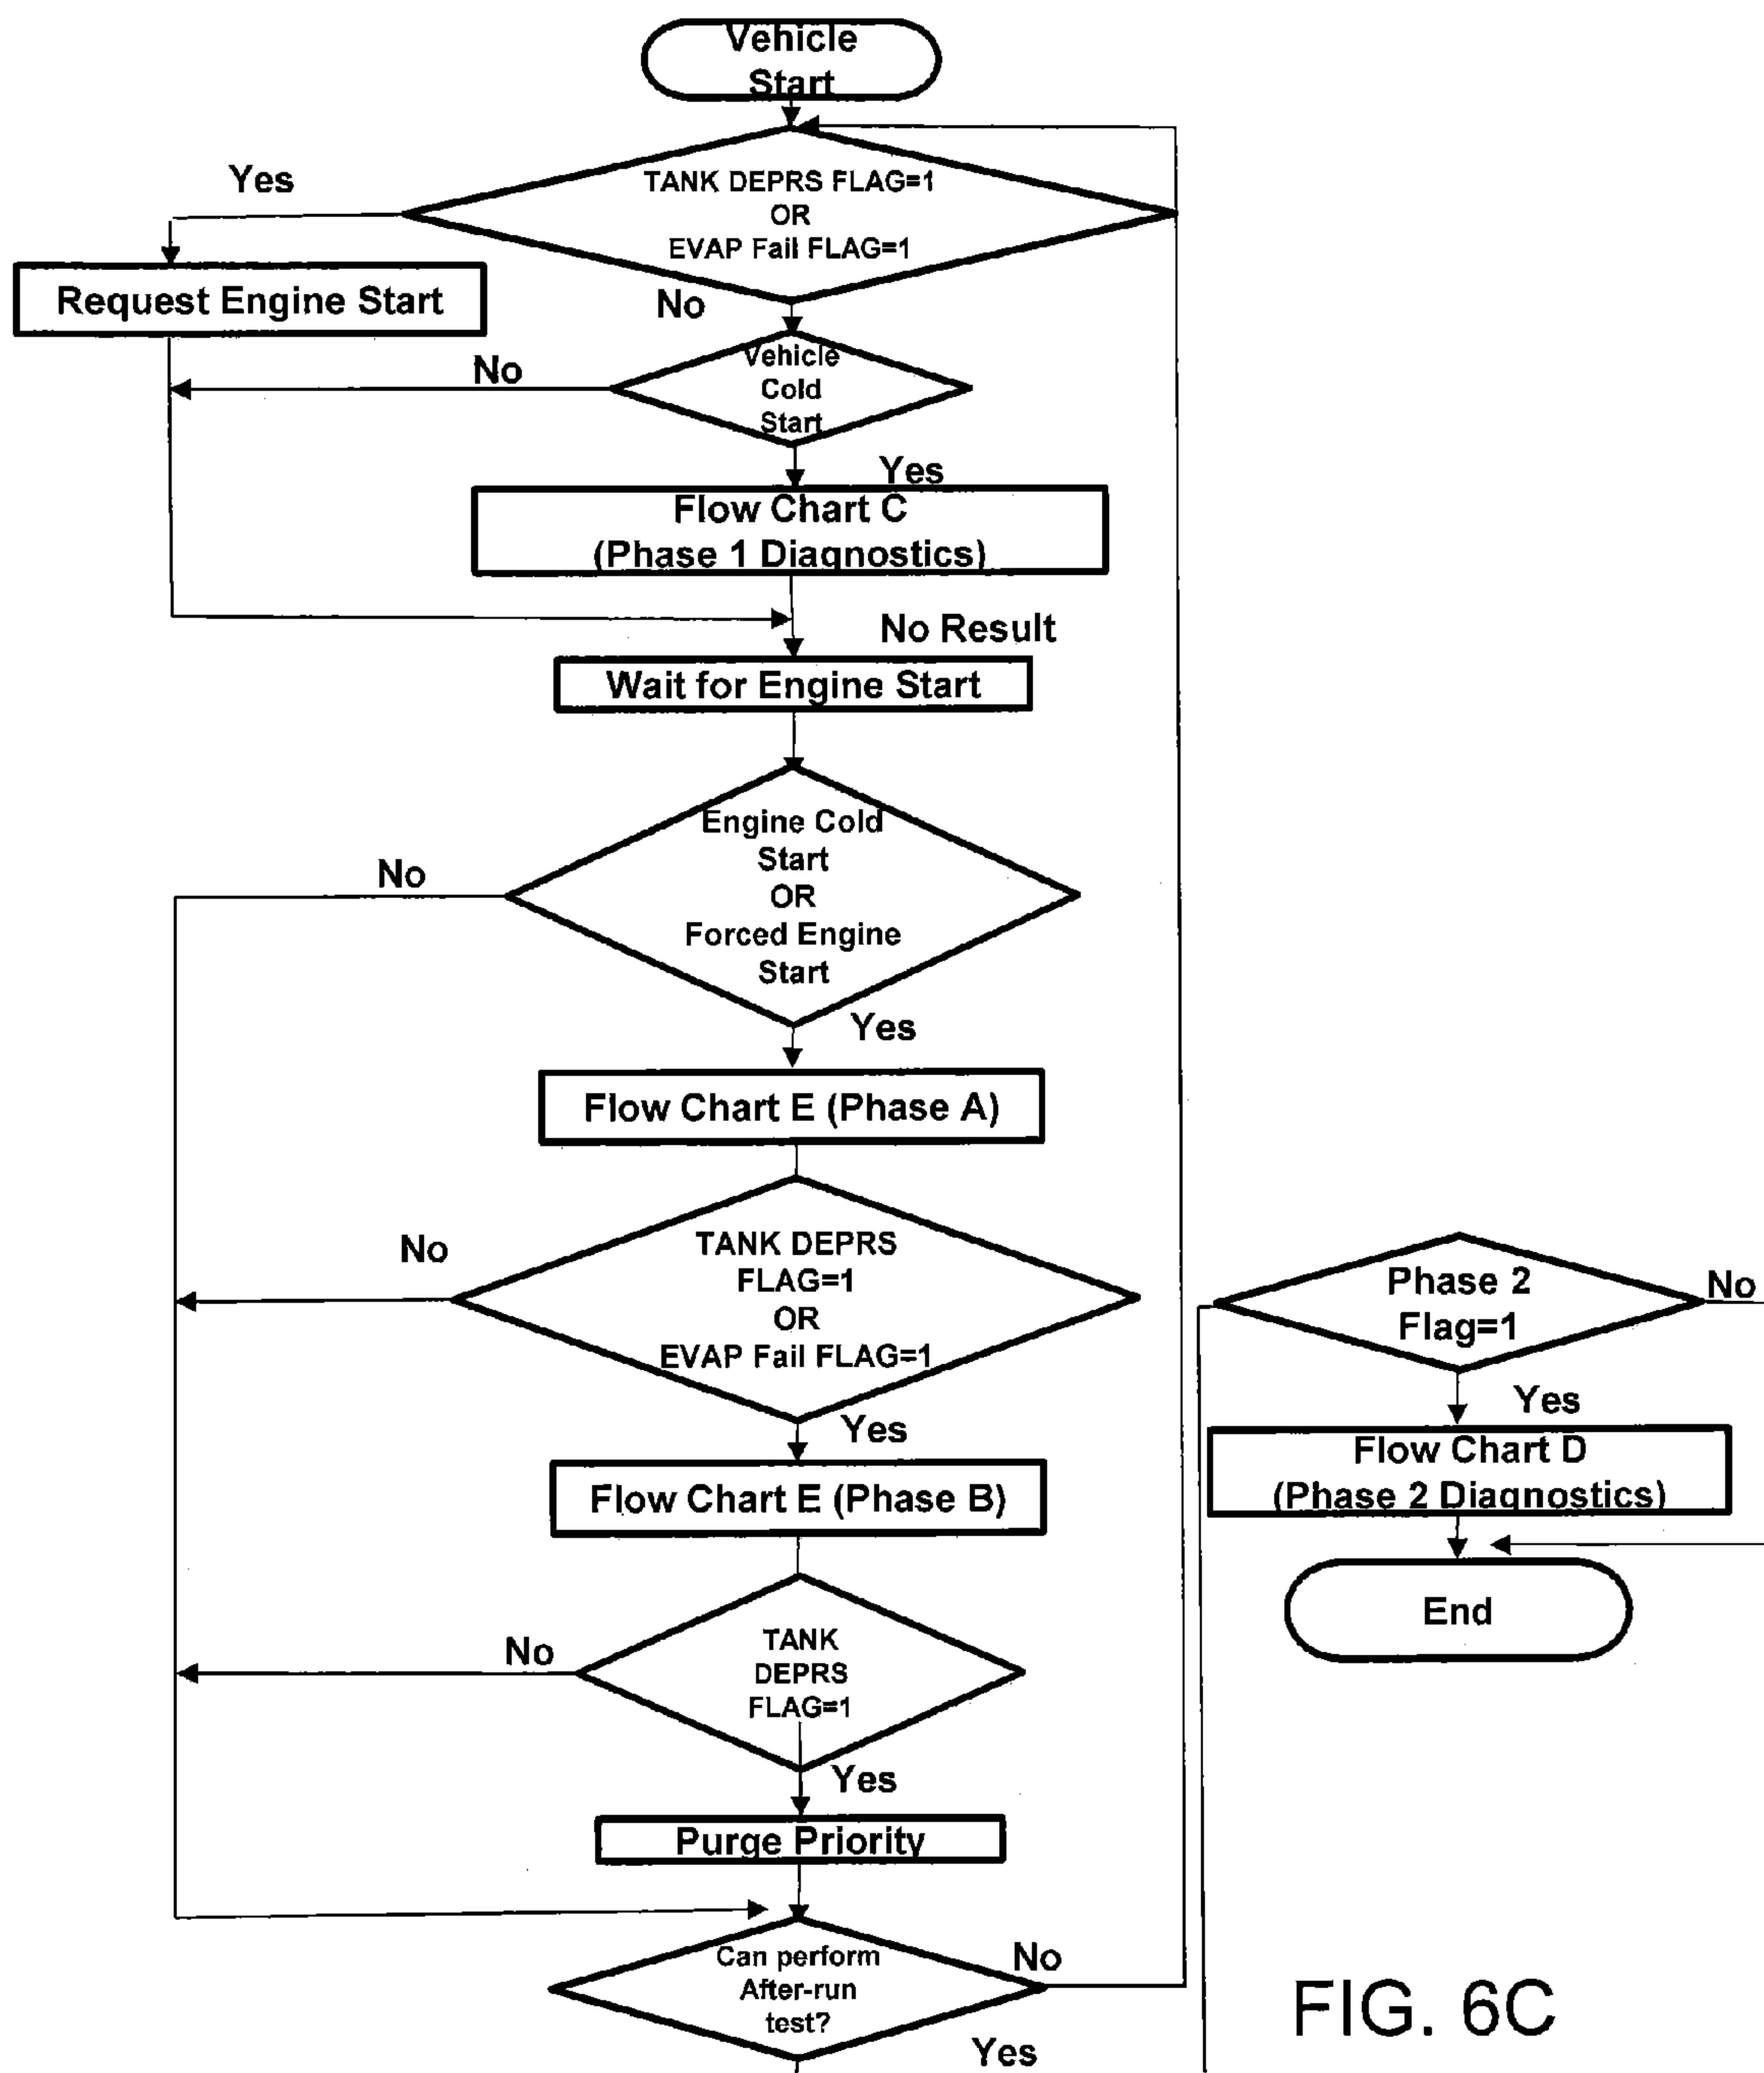 Vehicle
Start
Yes
TANK DEPRS FLAG=1
OR
EVAP Fail FLAG=1
Request Engine Start
No
No
Vehicle
Cold
Start
Yes
Flow Chart C
(Phase 1 Diagnostics)
No Result
Wait for Engine Start
Engine Cold
Start
OR
Forced Engine
Start
No
Yes
Flow Chart E (Phase A)
No
TANK DEPRS
FLAG=1
OR
EVAP Fail FLAG=1
Yes
Flow Chart E (Phase B)
No
TANK
DEPRS
FLAG=1
Yes
Purge Priority
Can perform
After-run
test?
No
Yes
Phase 2
Flag=1
No
Yes
Flow Chart D
(Phase 2 Diagnostics)
End
FIG. 6C